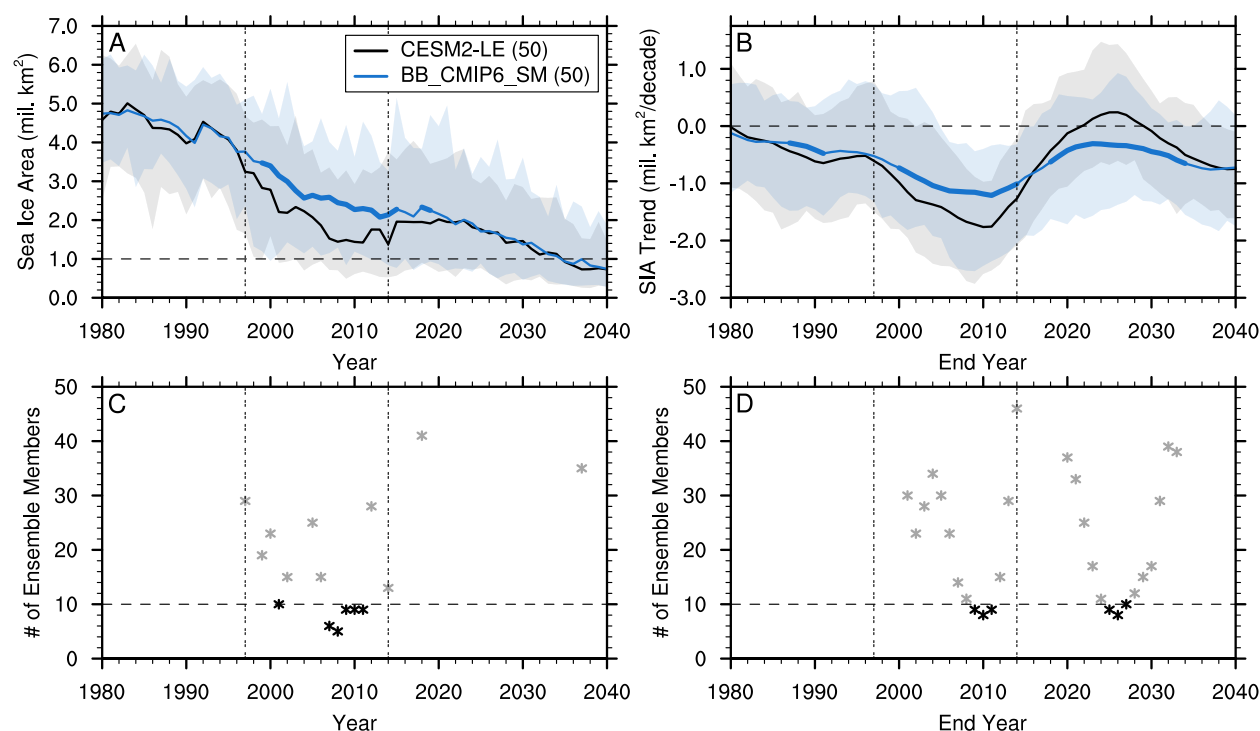 A
CESM2-LE (50)
BB_CMIP6_SM (50)
Sea Ice Area (mil. km²)
7.0
6.0
5.0
4.0
3.0
2.0
1.0
0.0
1980 1990 2000 2010 2020 2030 2040
Year
B
SIA Trend (mil. km²/decade)
1.0
0.0
-1.0
-2.0
-3.0
1980 1990 2000 2010 2020 2030 2040
End Year
C
# of Ensemble Members
50
40
30
20
10
0
1980 1990 2000 2010 2020 2030 2040
Year
D
# of Ensemble Members
50
40
30
20
10
0
1980 1990 2000 2010 2020 2030 2040
End Year